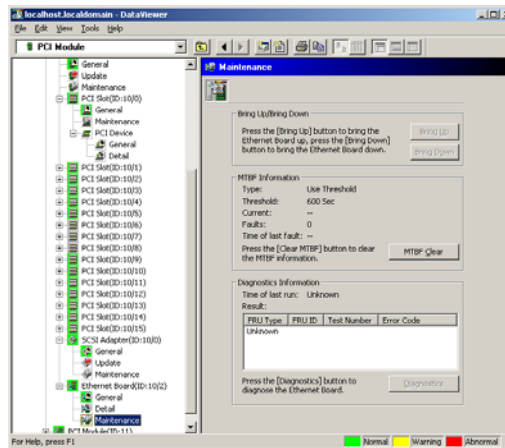 localhost.localdomain - DataViewer
File Edit View Tools Help
PCI Module
General
Update
Maintenance
PCI Slot(ID:10/0)
General
Maintenance
PCI Device
General
Detail
PCI Slot(ID:10/1)
PCI Slot(ID:10/2)
PCI Slot(ID:10/3)
PCI Slot(ID:10/4)
PCI Slot(ID:10/5)
PCI Slot(ID:10/6)
PCI Slot(ID:10/7)
PCI Slot(ID:10/8)
PCI Slot(ID:10/9)
PCI Slot(ID:10/10)
PCI Slot(ID:10/11)
PCI Slot(ID:10/12)
PCI Slot(ID:10/13)
PCI Slot(ID:10/14)
PCI Slot(ID:10/15)
SCSI Adapter(ID:10/0)
General
Update
Maintenance
Ethernet Board(ID:10/2)
General
Detail
Maintenance
PCI Module(ID:11)
Maintenance
Bring Up/Bring Down
Press the [Bring Up] button to bring the
Ethernet Board up, press the [Bring Down]
button to bring the Ethernet Board down.
Bring Up
Bring Down
MTBF Information
Type: Use Threshold
Threshold: 600 Sec
Current: --
Faults: 0
Time of last fault: --
Press the [Clear MTBF] button to clear
the MTBF information.
MTBF Clear
Diagnostics Information
Time of last run: Unknown
Result:
FRU Type FRU ID Test Number Error Code
Unknown
Press the [Diagnostics] button to
diagnose the Ethernet Board.
Diagnostics
For Help, press F1
Normal Warning Abnormal